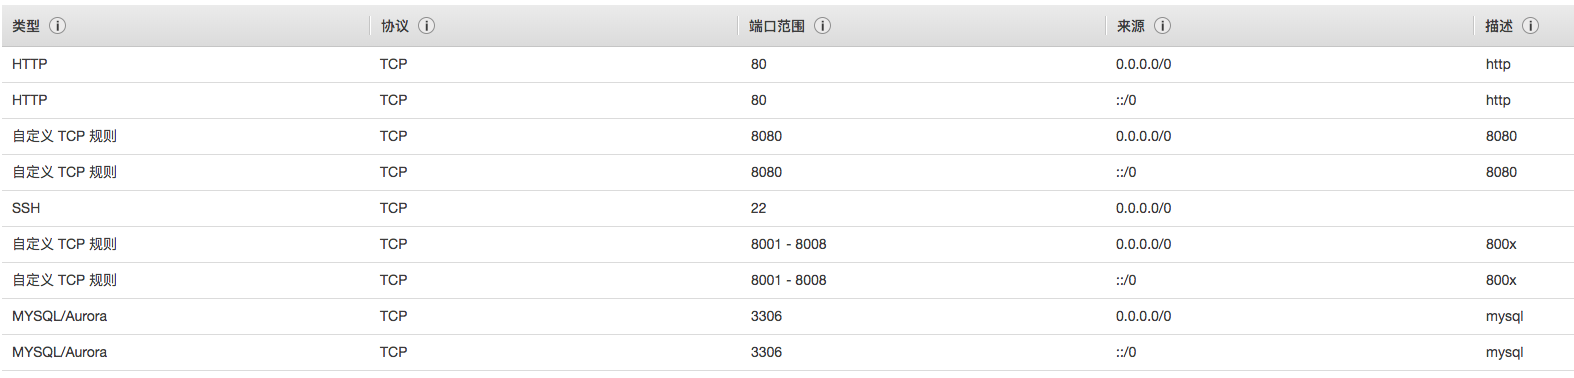 类型 协议 端口范围 来源 描述
HTTP TCP 80 0.0.0.0/0 http
HTTP TCP 80 ::/0 http
自定义 TCP 规则 TCP 8080 0.0.0.0/0 8080
自定义 TCP 规则 TCP 8080 ::/0 8080
SSH TCP 22 0.0.0.0/0
自定义 TCP 规则 TCP 8001 - 8008 0.0.0.0/0 800x
自定义 TCP 规则 TCP 8001 - 8008 ::/0 800x
MYSQL/Aurora TCP 3306 0.0.0.0/0 mysql
MYSQL/Aurora TCP 3306 ::/0 mysql